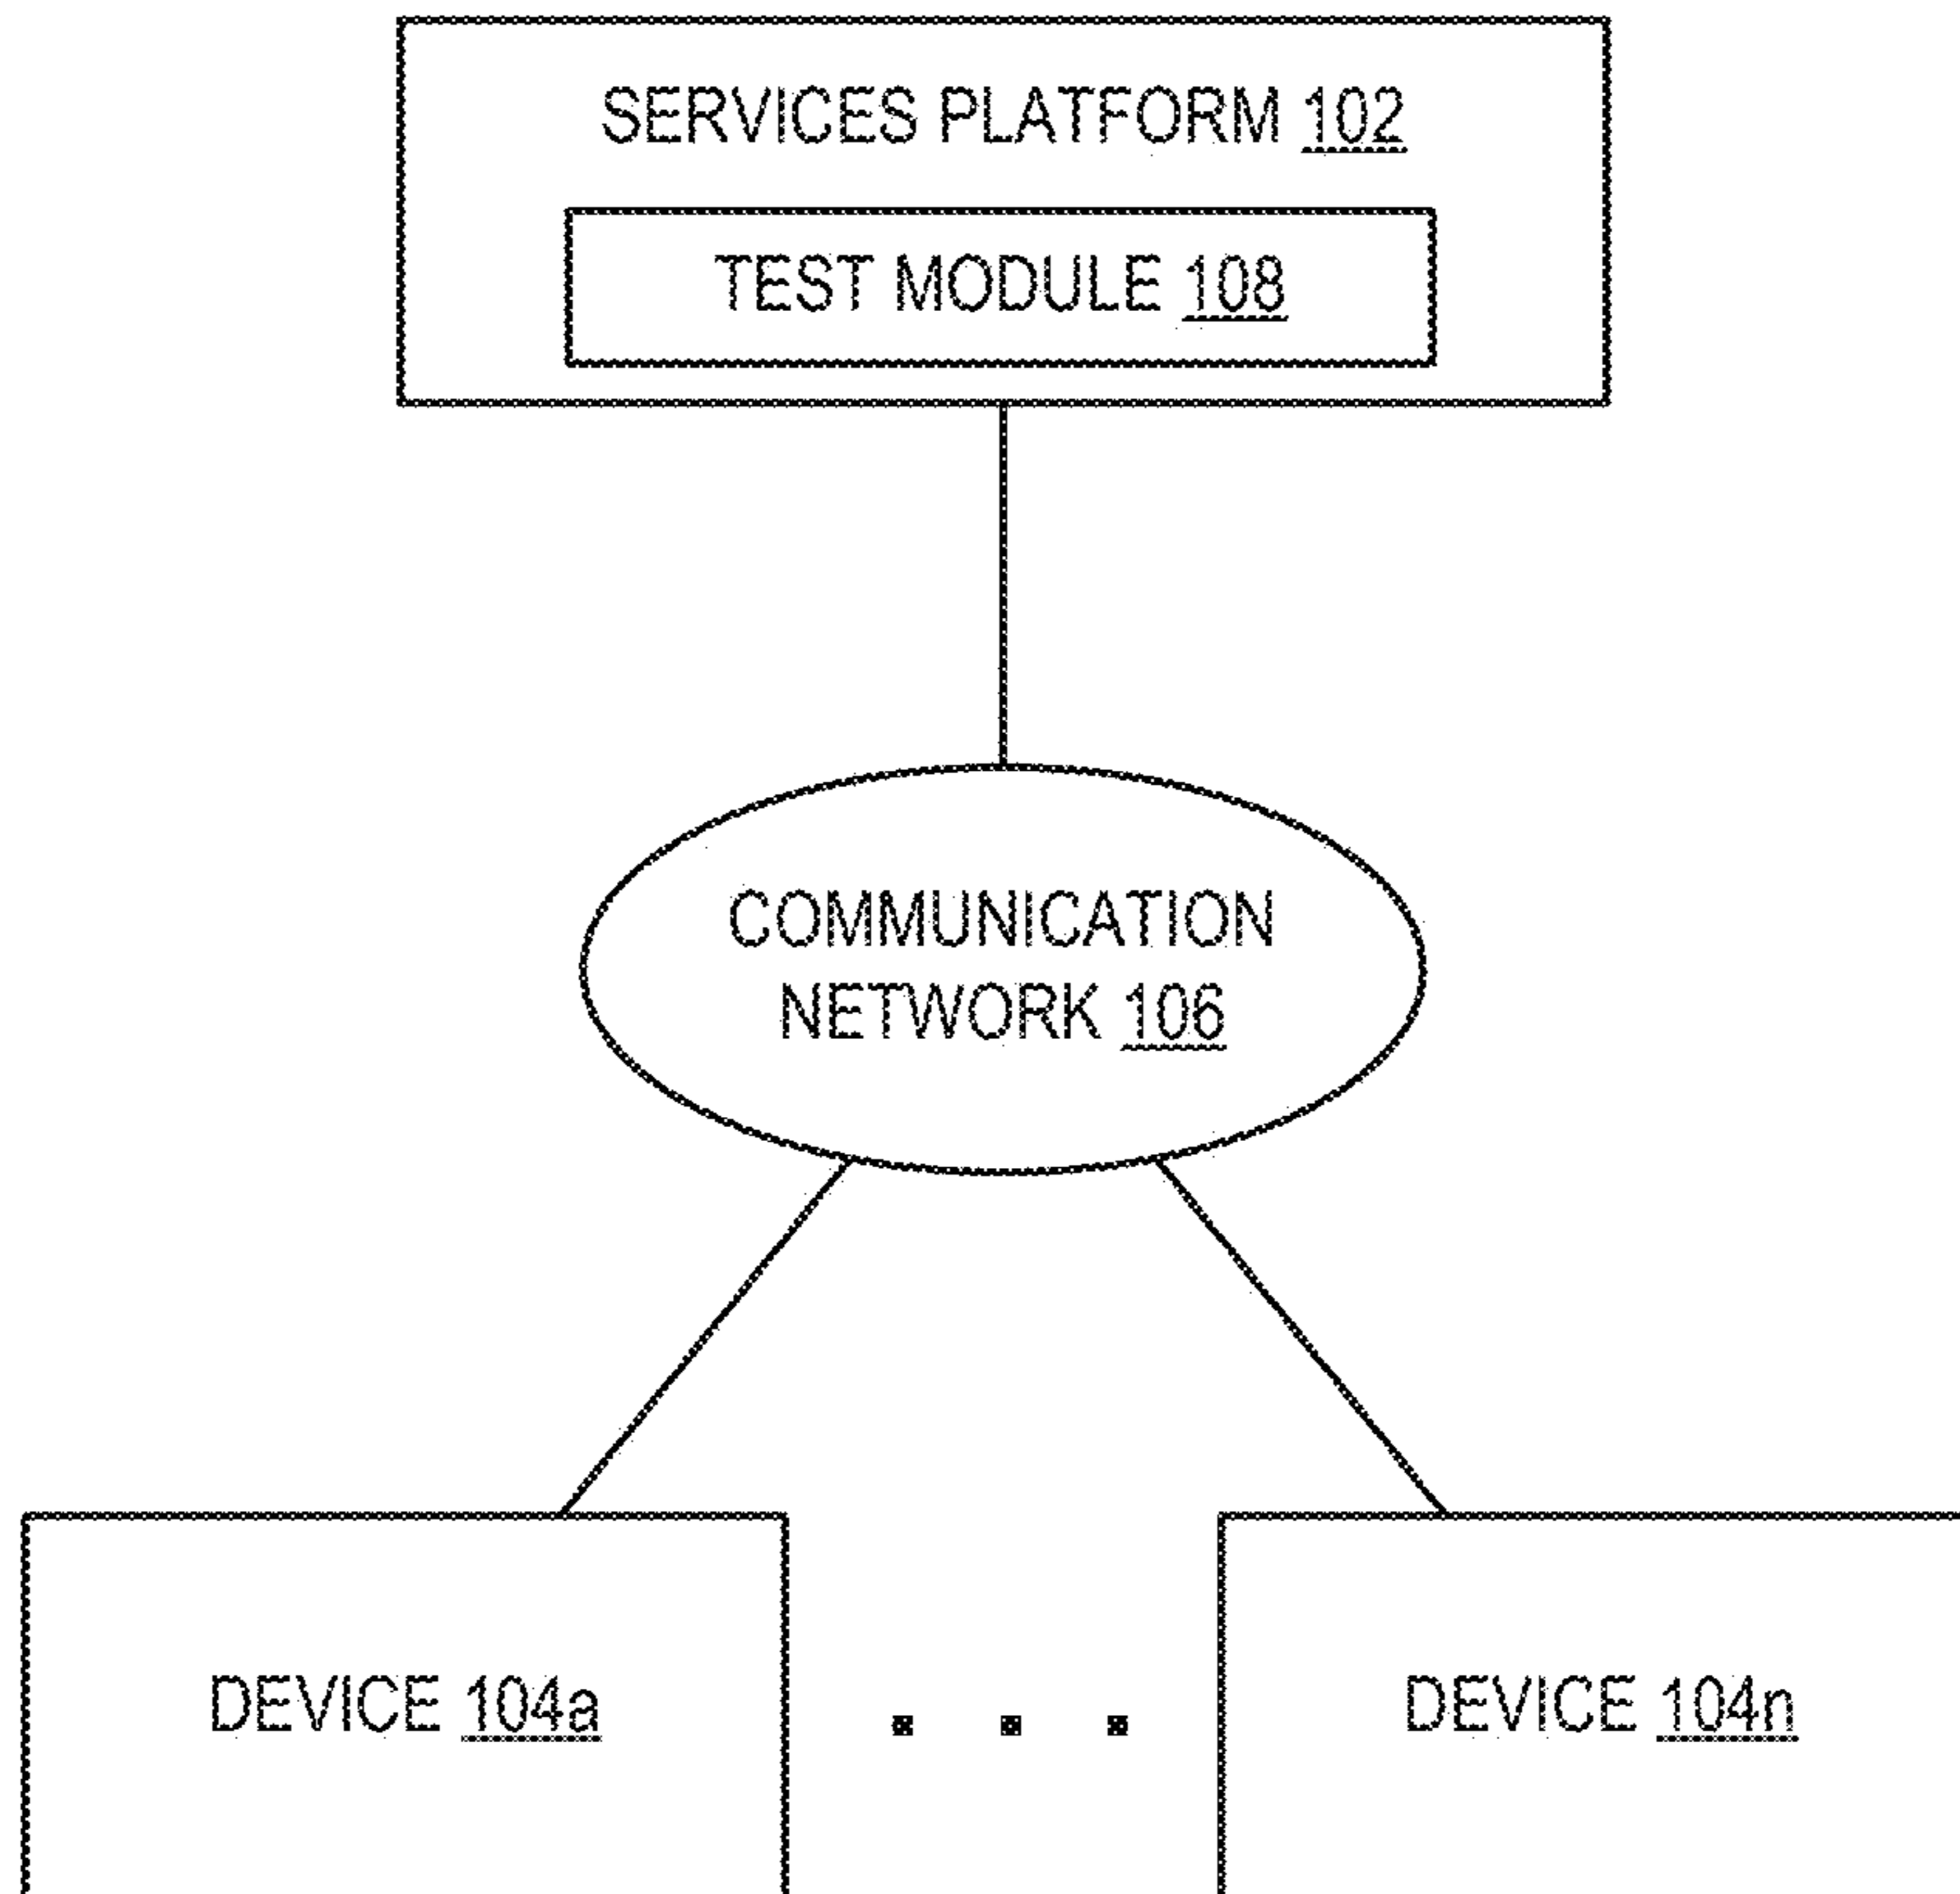 SERVICES PLATFORM 102
TEST MODULE 108
COMMUNICATION
NETWORK 106
DEVICE 104a
DEVICE 104n